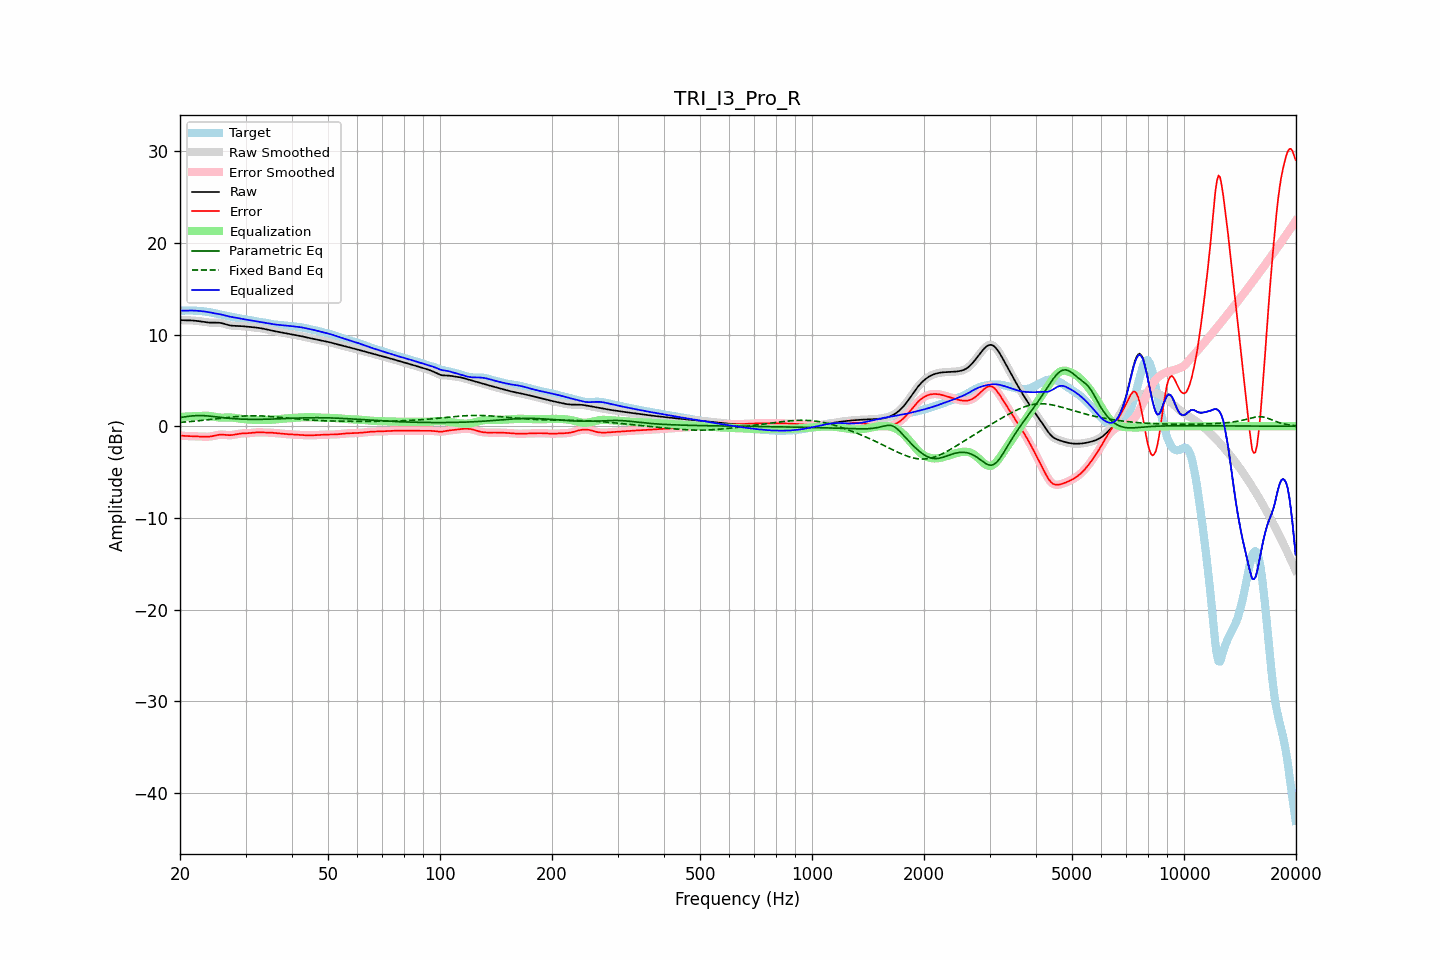 TRI_I3_Pro_R
Target
Raw Smoothed
Error Smoothed
Raw
Error
Equalization
Parametric Eq
Fixed Band Eq
Equalized
Amplitude (dBr)
30
20
10
0
−10
−20
−30
−40
20 50 100 200 500 1000 2000 5000 10000 20000
Frequency (Hz)